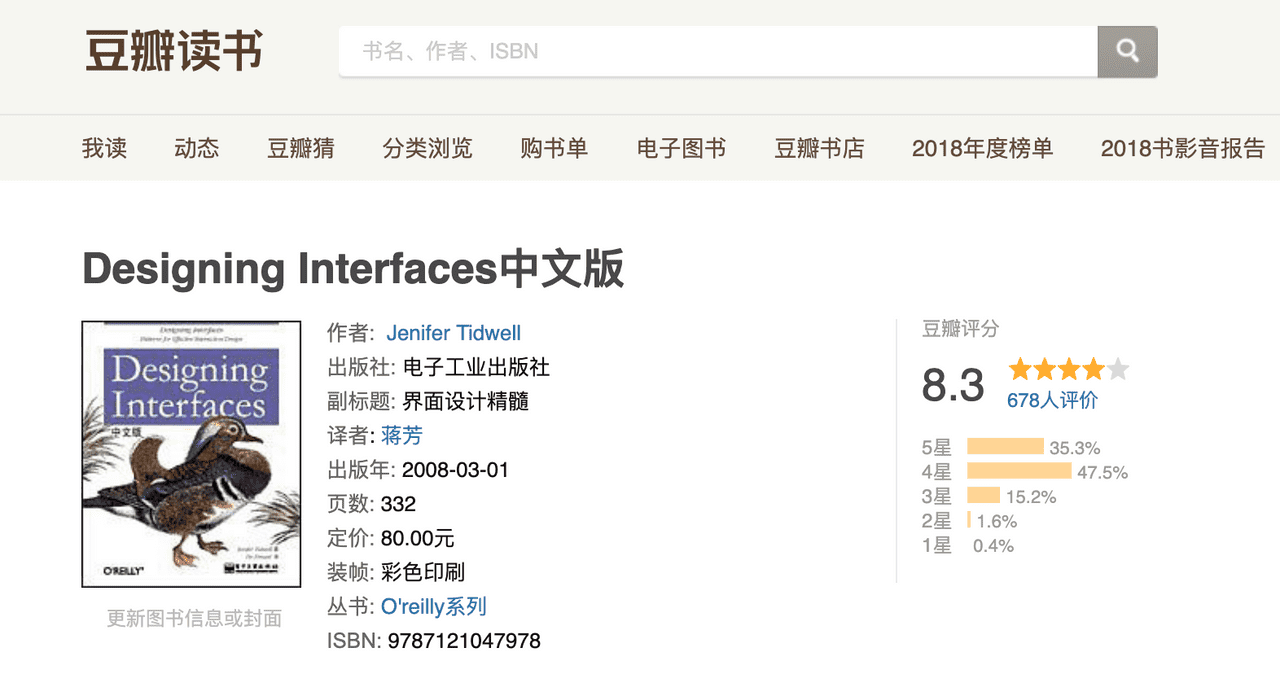 豆瓣读书
书名、作者、ISBN
我读 动态 豆瓣猜 分类浏览 购书单 电子图书 豆瓣书店 2018年度榜单 2018书影音报告
Designing Interfaces中文版
Designing Interfaces
Patterns for Effective Interaction Design
Designing
Interfaces
中文版
O'REILLY
更新图书信息或封面
作者: Jenifer Tidwell
出版社: 电子工业出版社
副标题: 界面设计精髓
译者: 蒋芳
出版年: 2008-03-01
页数: 332
定价: 80.00元
装帧: 彩色印刷
丛书: O'reilly系列
ISBN: 9787121047978
豆瓣评分
8.3
678人评价
5星 35.3%
4星 47.5%
3星 15.2%
2星 1.6%
1星 0.4%